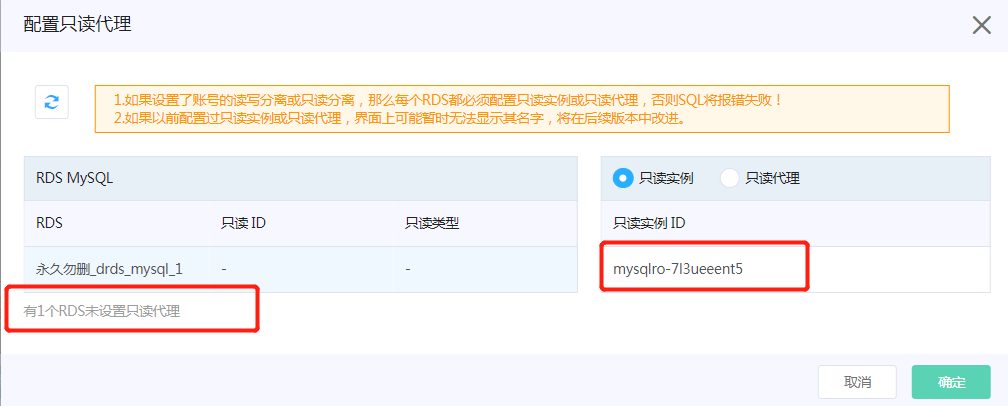 配置只读代理
1.如果设置了账号的读写分离或只读分离，那么每个RDS都必须配置只读实例或只读代理，否则SQL将报错失败！
2.如果以前配置过只读实例或只读代理，界面上可能暂时无法显示其名字，将在后续版本中改进。
RDS MySQL
只读实例 只读代理
RDS 只读 ID 只读类型
只读实例 ID
永久勿删_drds_mysql_1 - -
mysqlro-7l3ueeent5
有1个RDS未设置只读代理
取消 确定